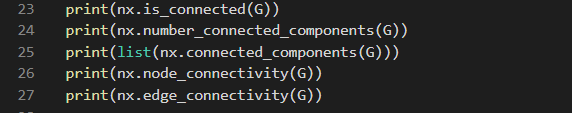 23 print(nx.is_connected(G))
24 print(nx.number_connected_components(G))
25 print(list(nx.connected_components(G)))
26 print(nx.node_connectivity(G))
27 print(nx.edge_connectivity(G))